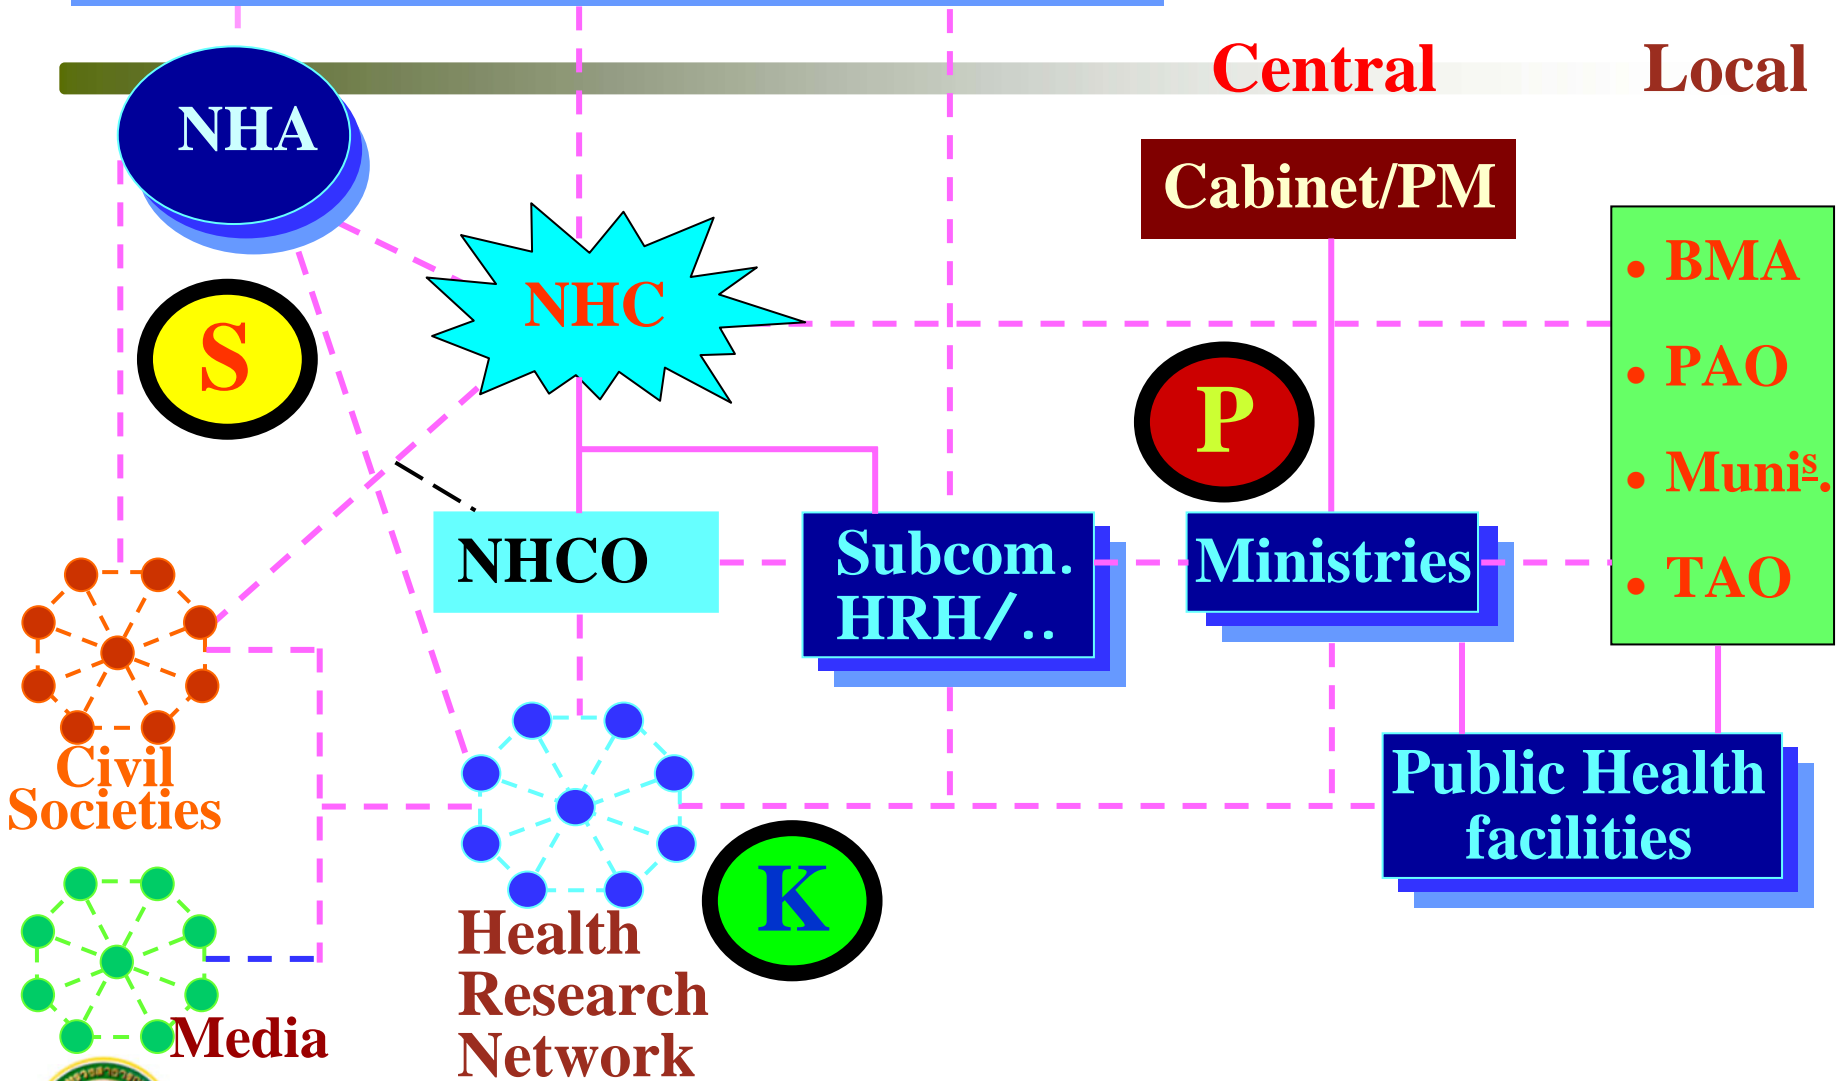 Central
Local
NHA
Cabinet/PM
• BMA
NHC
S
• PAO
P
• Munis.
NHCO
Subcom.
HRH/..
Ministries
• TAO
Civil
Societies
Public Health
facilities
K
Health
Research
Network
Media